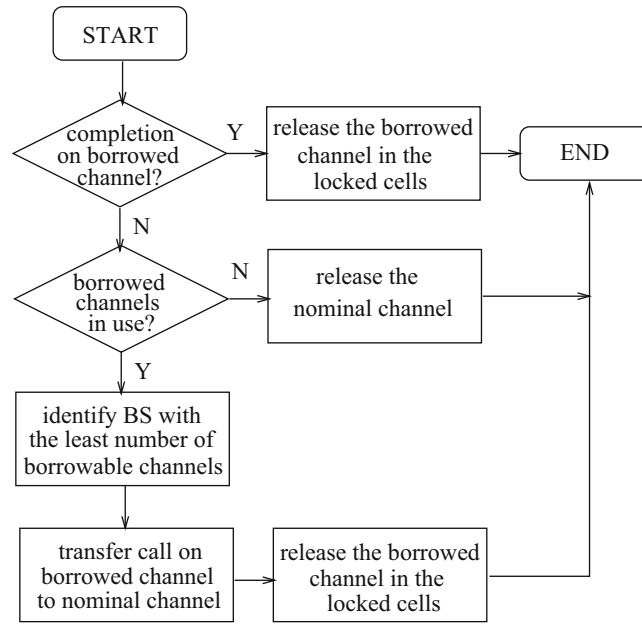 START
completion
on borrowed
channel?
Y
release the borrowed
channel in the
locked cells
END
N
borrowed
channels
in use?
N
release the
nominal channel
Y
identify BS with
the least number of
borrowable channels
transfer call on
borrowed channel
to nominal channel
release the borrowed
channel in the
locked cells